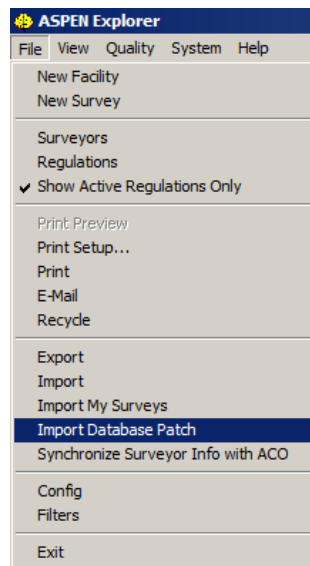 ASPEN Explorer
File View Quality System Help
New Facility
New Survey
Surveyors
Regulations
Show Active Regulations Only
Print Preview
Print Setup...
Print
E-Mail
Recycle
Export
Import
Import My Surveys
Import Database Patch
Synchronize Surveyor Info with ACO
Config
Filters
Exit